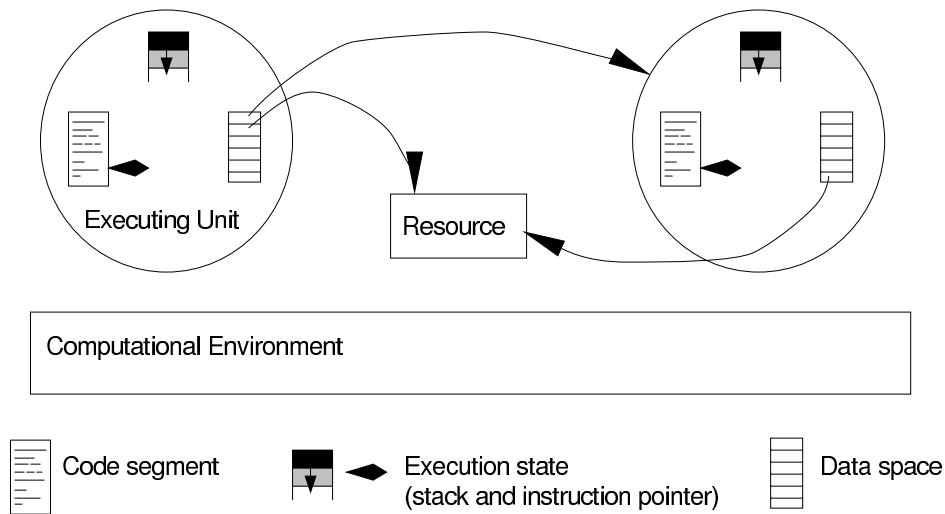 Executing Unit
Resource
Computational Environment
Code segment
Execution state
(stack and instruction pointer)
Data space